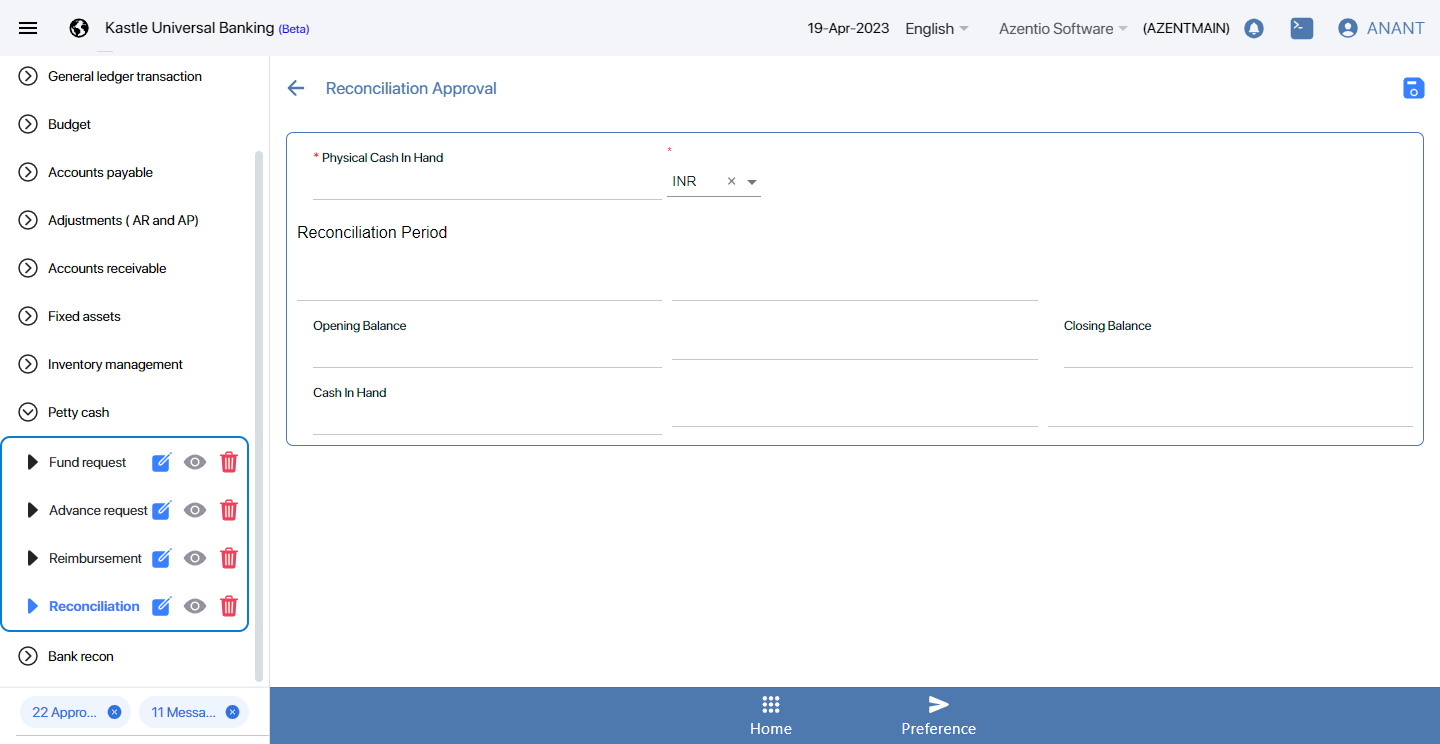 Kastle Universal Banking (Beta)
19-Apr-2023 English Azentio Software (AZENTMAIN) ANANT
General ledger transaction
Budget
Accounts payable
Adjustments ( AR and AP)
Accounts receivable
Fixed assets
Inventory management
Petty cash
Fund request
Advance request
Reimbursement
Reconciliation
Bank recon
22 Appro... 11 Messa...
Reconciliation Approval
* Physical Cash In Hand *
INR
Reconciliation Period
Opening Balance Closing Balance
Cash In Hand
Home Preference